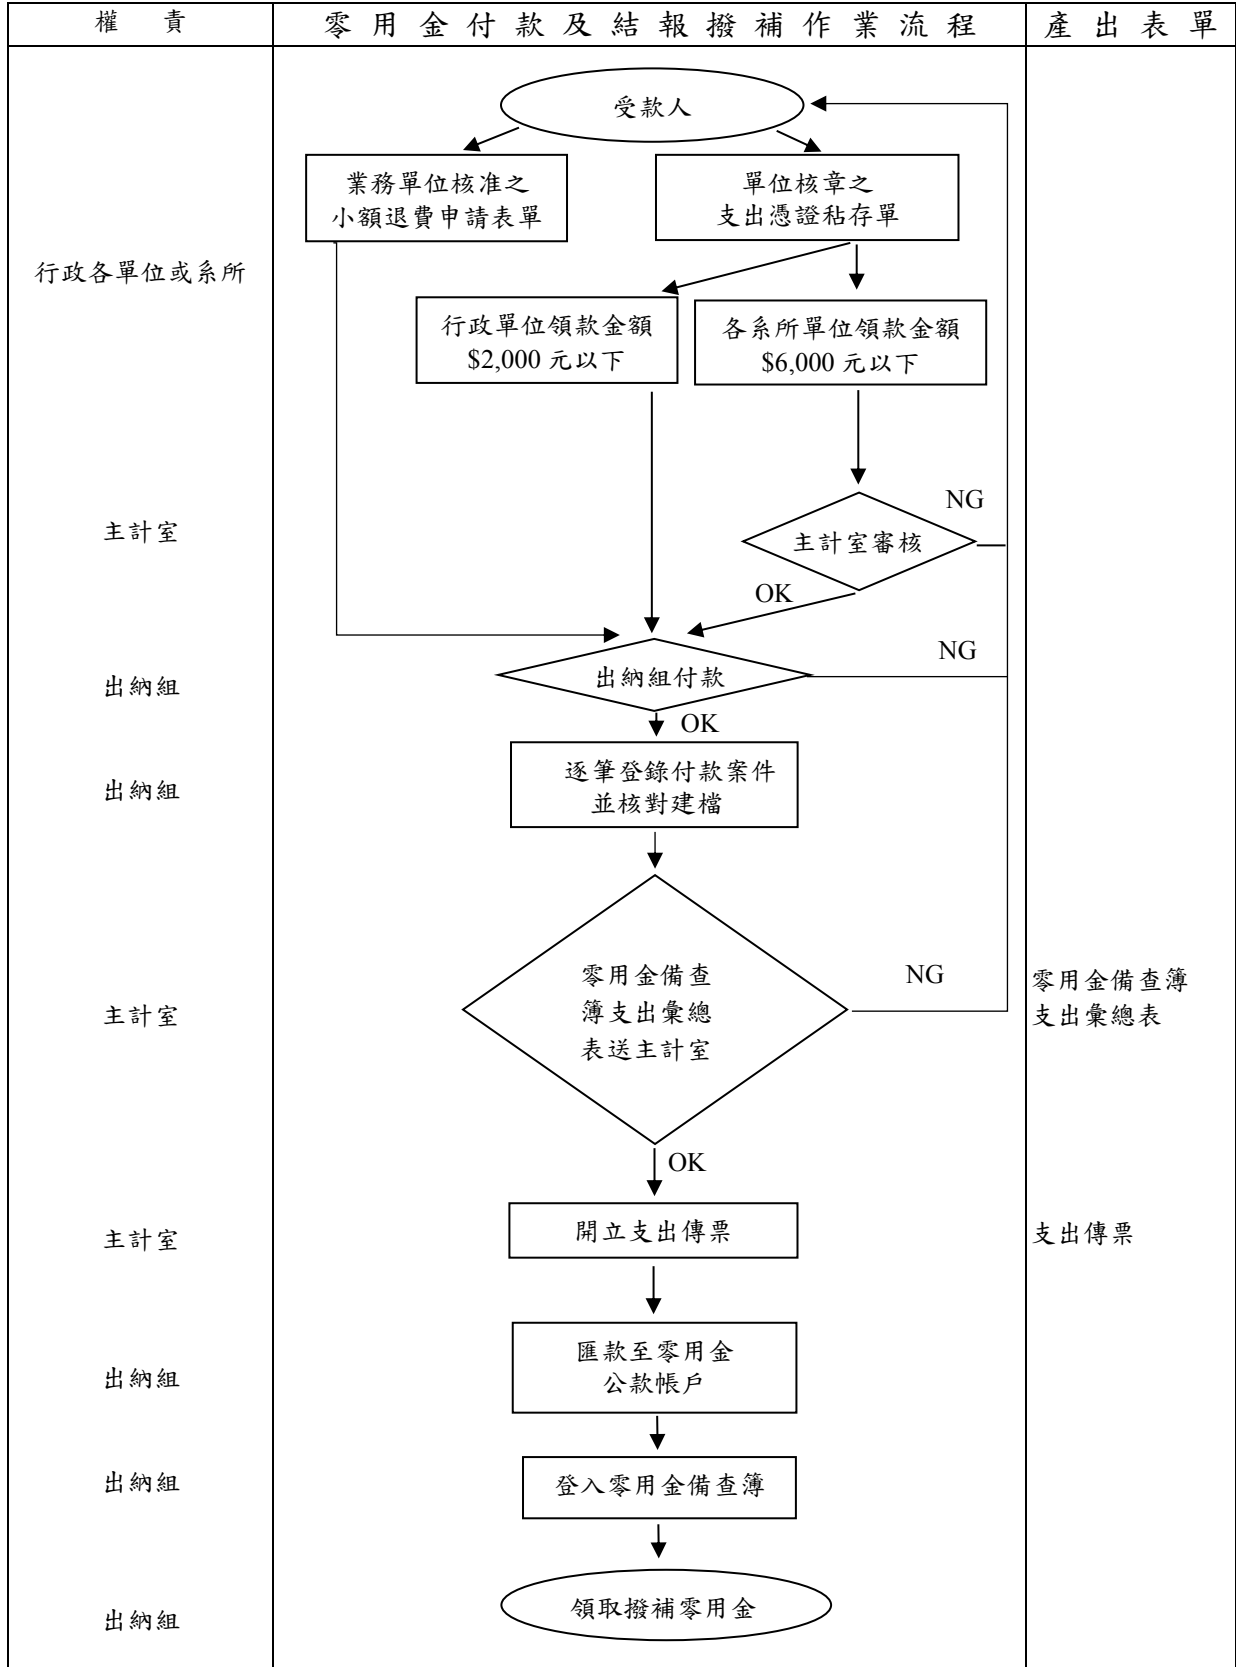 權責
零用金付款及結報撥補作業流程
產出表單
受款人
業務單位核准之
小額退費申請表單
單位核章之
支出憑證粘存單
行政各單位或系所
行政單位領款金額
$2,000 元以下
各系所單位領款金額
$6,000 元以下
主計室
主計室審核
NG
OK
出納組
出納組付款
NG
OK
出納組
逐筆登錄付款案件
並核對建檔
主計室
零用金備查
簿支出彙總
表送主計室
NG
零用金備查簿
支出彙總表
OK
主計室
開立支出傳票
支出傳票
出納組
匯款至零用金
公款帳戶
出納組
登入零用金備查簿
出納組
領取撥補零用金